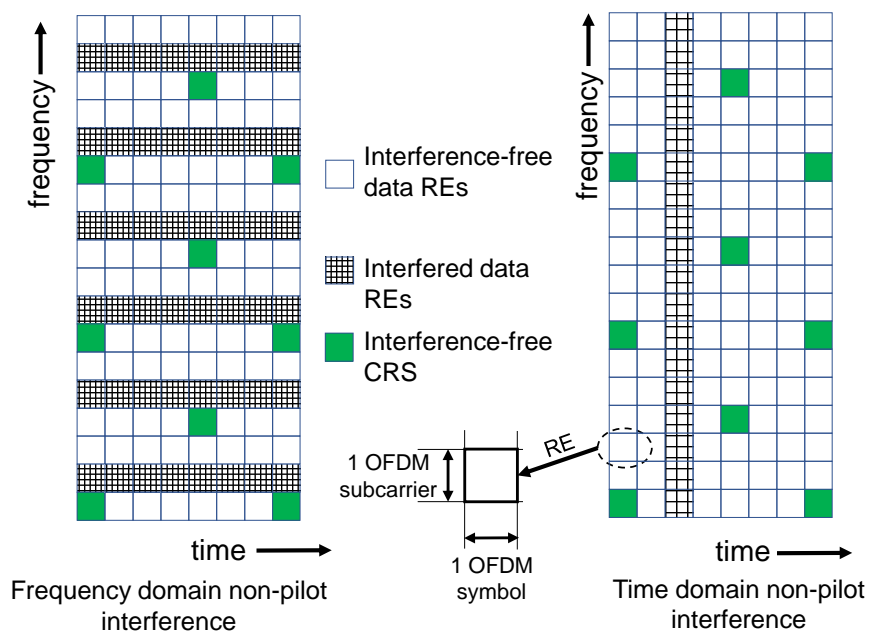 frequency
time
Frequency domain non-pilot
interference
Interference-free
data REs
Interfered data
REs
Interference-free
CRS
1 OFDM
subcarrier
RE
1 OFDM
symbol
frequency
time
Time domain non-pilot
interference